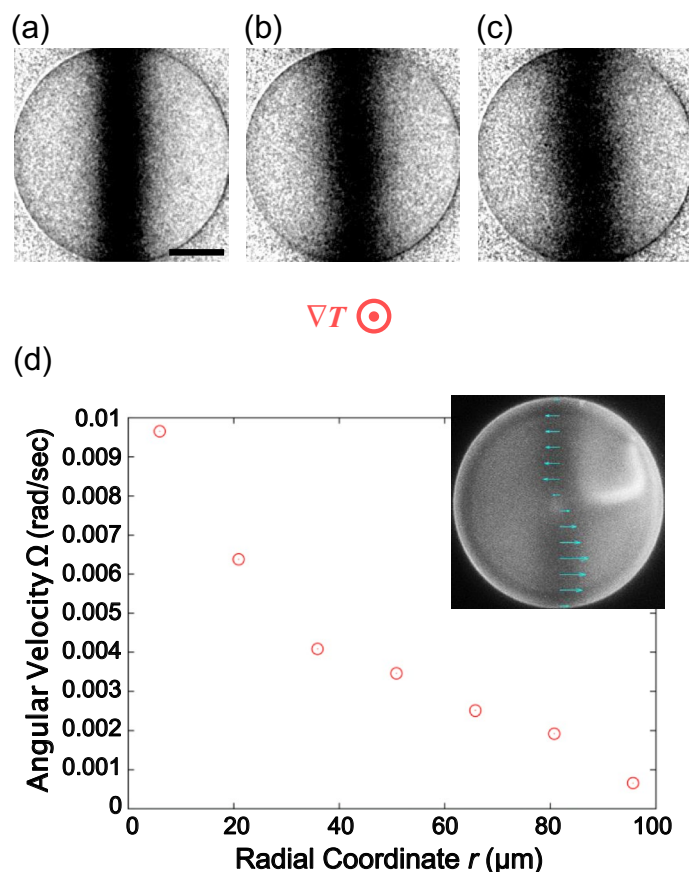 (a)
(b)
(c)
∇T
(d)
0.01
0.009
0.008
0.007
0.006
0.005
0.004
0.003
0.002
0.001
0
0
20
40
60
80
100
Angular Velocity Ω (rad/sec)
Radial Coordinate r (μm)